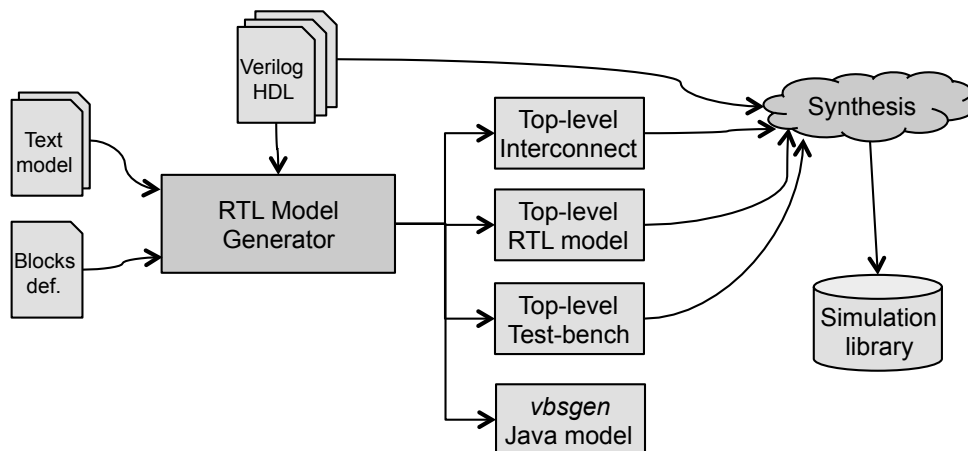 Verilog
HDL
Text
model
Blocks
def.
RTL Model
Generator
Top-level
Interconnect
Top-level
RTL model
Top-level
Test-bench
vbsgen
Java model
Synthesis
Simulation
library